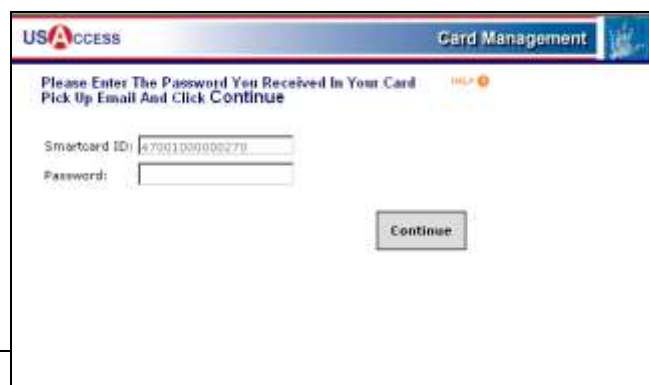 USACCESS
Card Management
Please Enter The Password You Received In Your Card
Pick Up Email And Click Continue
HELP
Smartcard ID: 47001000000270
Password:
Continue